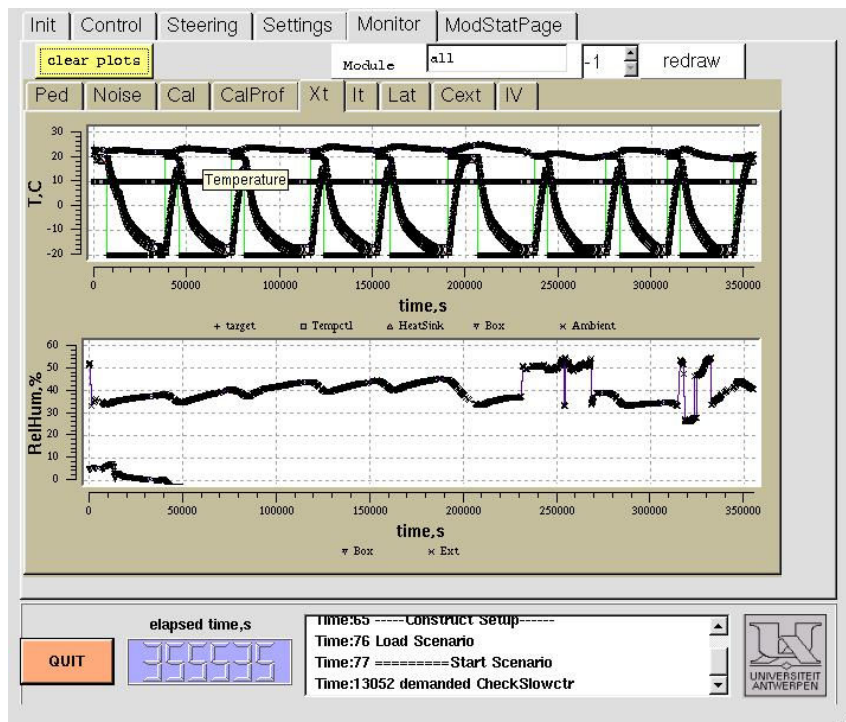 Init Control Steering Settings Monitor ModStatPage
clear plots Module all -1 redraw
Ped Noise Cal CalProf Xt It Lat Cext IV
T,C
30
20
10
0
-10
-20
Temperature
0 50000 100000 150000 200000 250000 300000 350000
time,s
+ target Tempctl HeatSink Box × Ambient
RelHum,%
60
50
40
30
20
10
0
0 50000 100000 150000 200000 250000 300000 350000
time,s
Box × Ext
elapsed time,s
355535
QUIT
Time:65 -----Construct Setup------
Time:76 Load Scenario
Time:77 =========Start Scenario
Time:13052 demanded CheckSlowctr
UNIVERSITEIT
ANTWERPEN